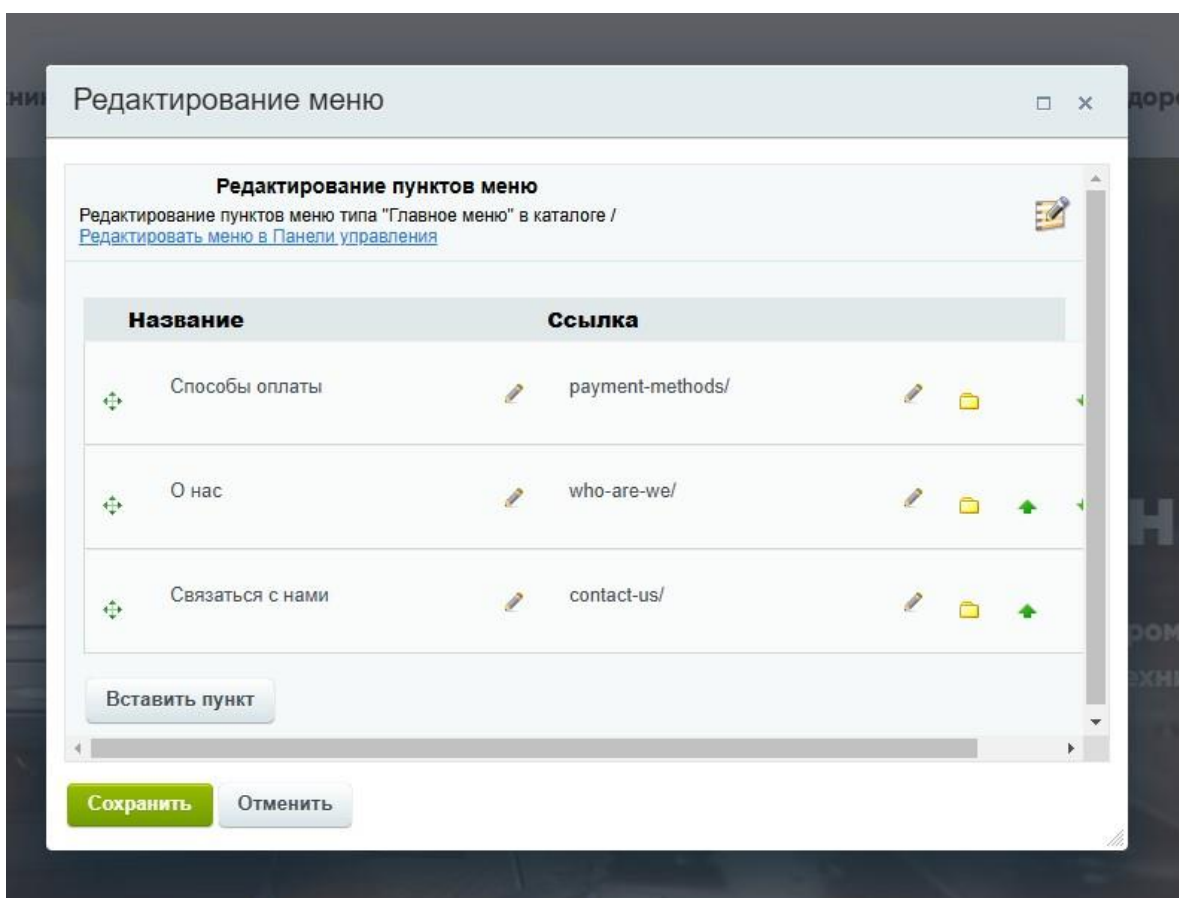 Редактирование меню
Редактирование пунктов меню
Редактирование пунктов меню типа "Главное меню" в каталоге /
Редактировать меню в Панели управления
Название Ссылка
Способы оплаты payment-methods/
О нас who-are-we/
Связаться с нами contact-us/
Вставить пункт
Сохранить Отменить